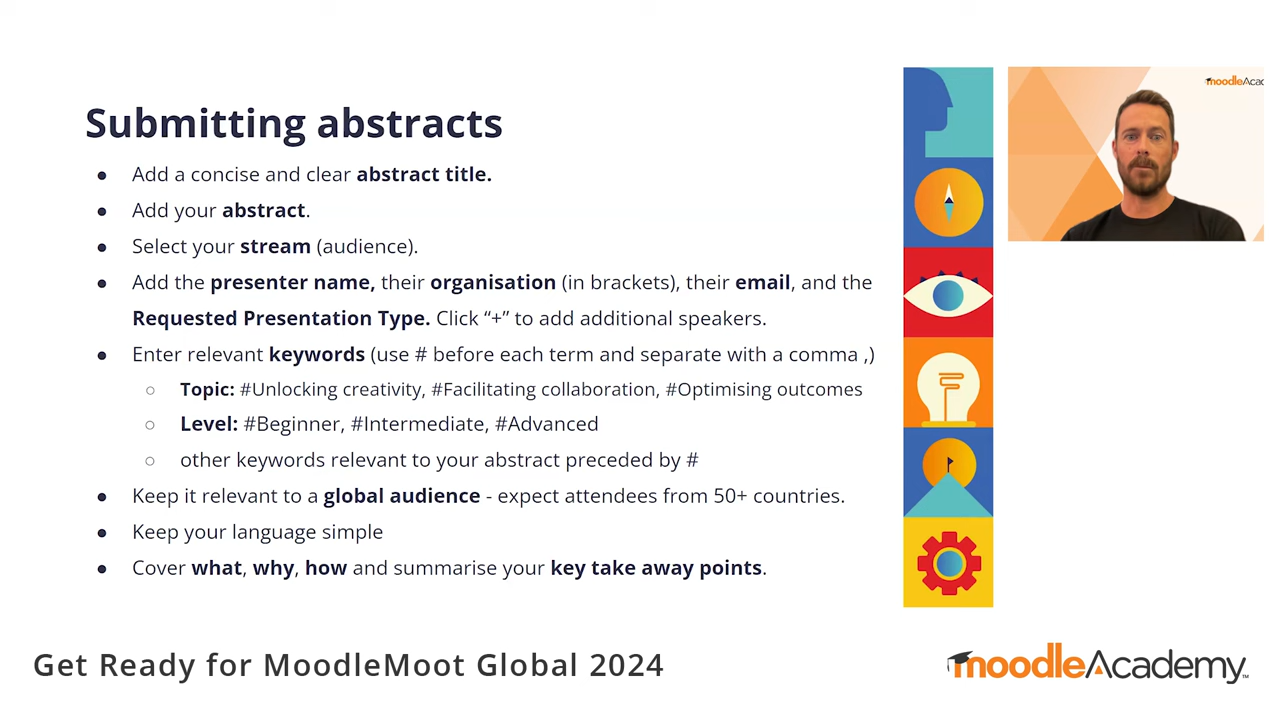 Submitting abstracts
● Add a concise and clear abstract title.
● Add your abstract.
● Select your stream (audience).
● Add the presenter name, their organisation (in brackets), their email, and the
Requested Presentation Type. Click “+” to add additional speakers.
● Enter relevant keywords (use # before each term and separate with a comma ,)
○ Topic: #Unlocking creativity, #Facilitating collaboration, #Optimising outcomes
○ Level: #Beginner, #Intermediate, #Advanced
○ other keywords relevant to your abstract preceded by #
● Keep it relevant to a global audience - expect attendees from 50+ countries.
● Keep your language simple
● Cover what, why, how and summarise your key take away points.
moodleAcad
Get Ready for MoodleMoot Global 2024
moodleAcademy™